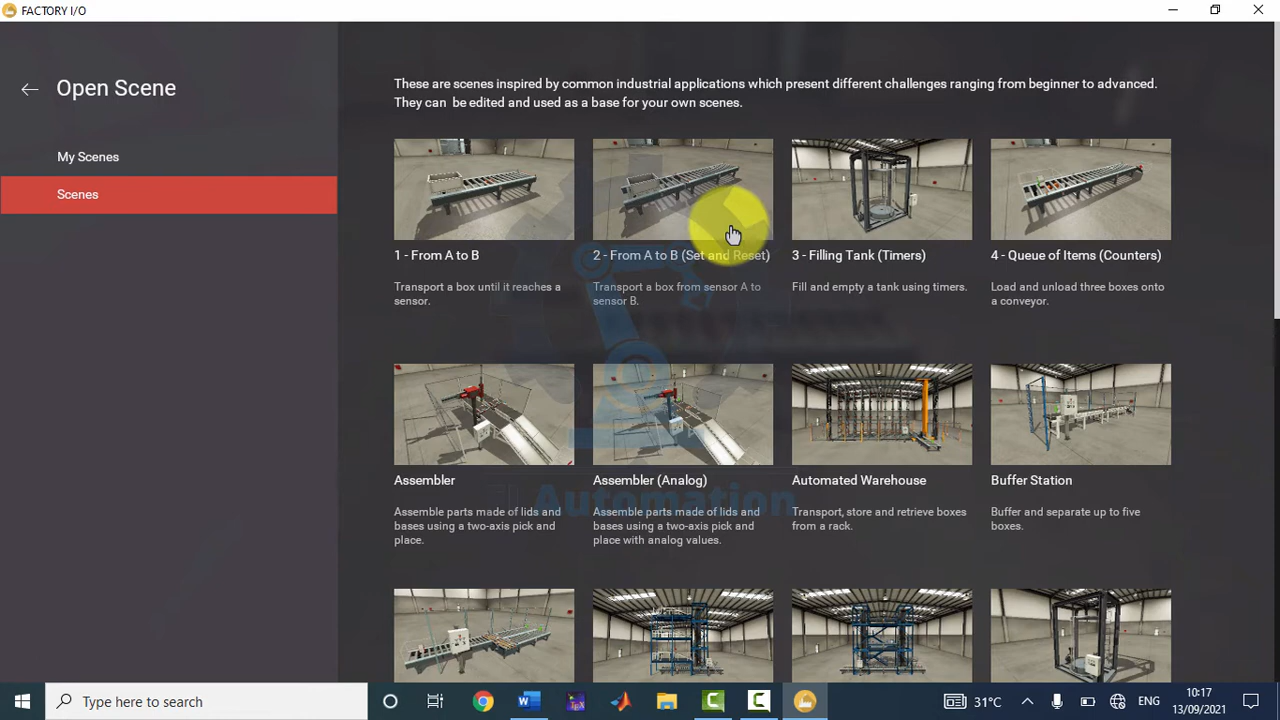 FACTORY I/O
Open Scene
My Scenes
Scenes
These are scenes inspired by common industrial applications which present different challenges ranging from beginner to advanced.
They can be edited and used as a base for your own scenes.
1 - From A to B
Transport a box until it reaches a
sensor.
2 - From A to B (Set and Reset)
Transport a box from sensor A to
sensor B.
3 - Filling Tank (Timers)
Fill and empty a tank using timers.
4 - Queue of Items (Counters)
Load and unload three boxes onto
a conveyor.
Assembler
Assemble parts made of lids and
bases using a two-axis pick and
place.
Assembler (Analog)
Assemble parts made of lids and
bases using a two-axis pick and
place with analog values.
Automated Warehouse
Transport, store and retrieve boxes
from a rack.
Buffer Station
Buffer and separate up to five
boxes.
Automation
Type here to search
31°C
ENG
10:17
13/09/2021